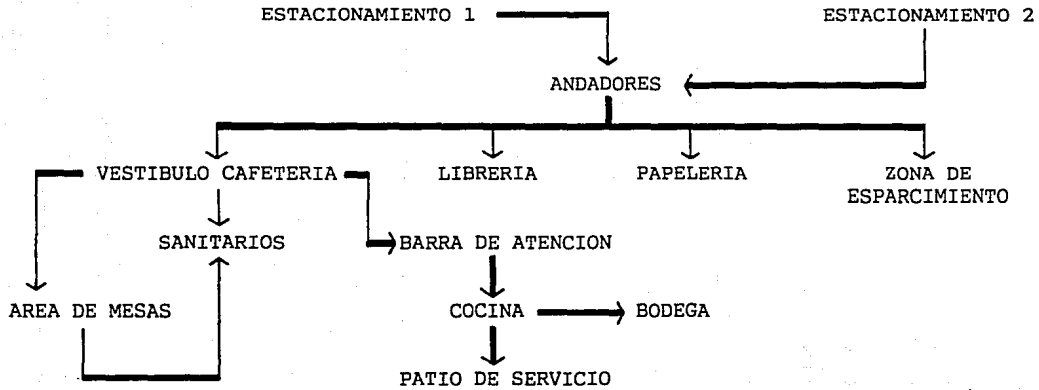 ESTACIONAMIENTO 1
ESTACIONAMIENTO 2
ANDADORES
VESTIBULO CAFETERIA
LIBRERIA
PAPELERIA
ZONA DE
ESPARCIMIENTO
SANITARIOS
BARRA DE ATENCION
AREA DE MESAS
COCINA
BODEGA
PATIO DE SERVICIO